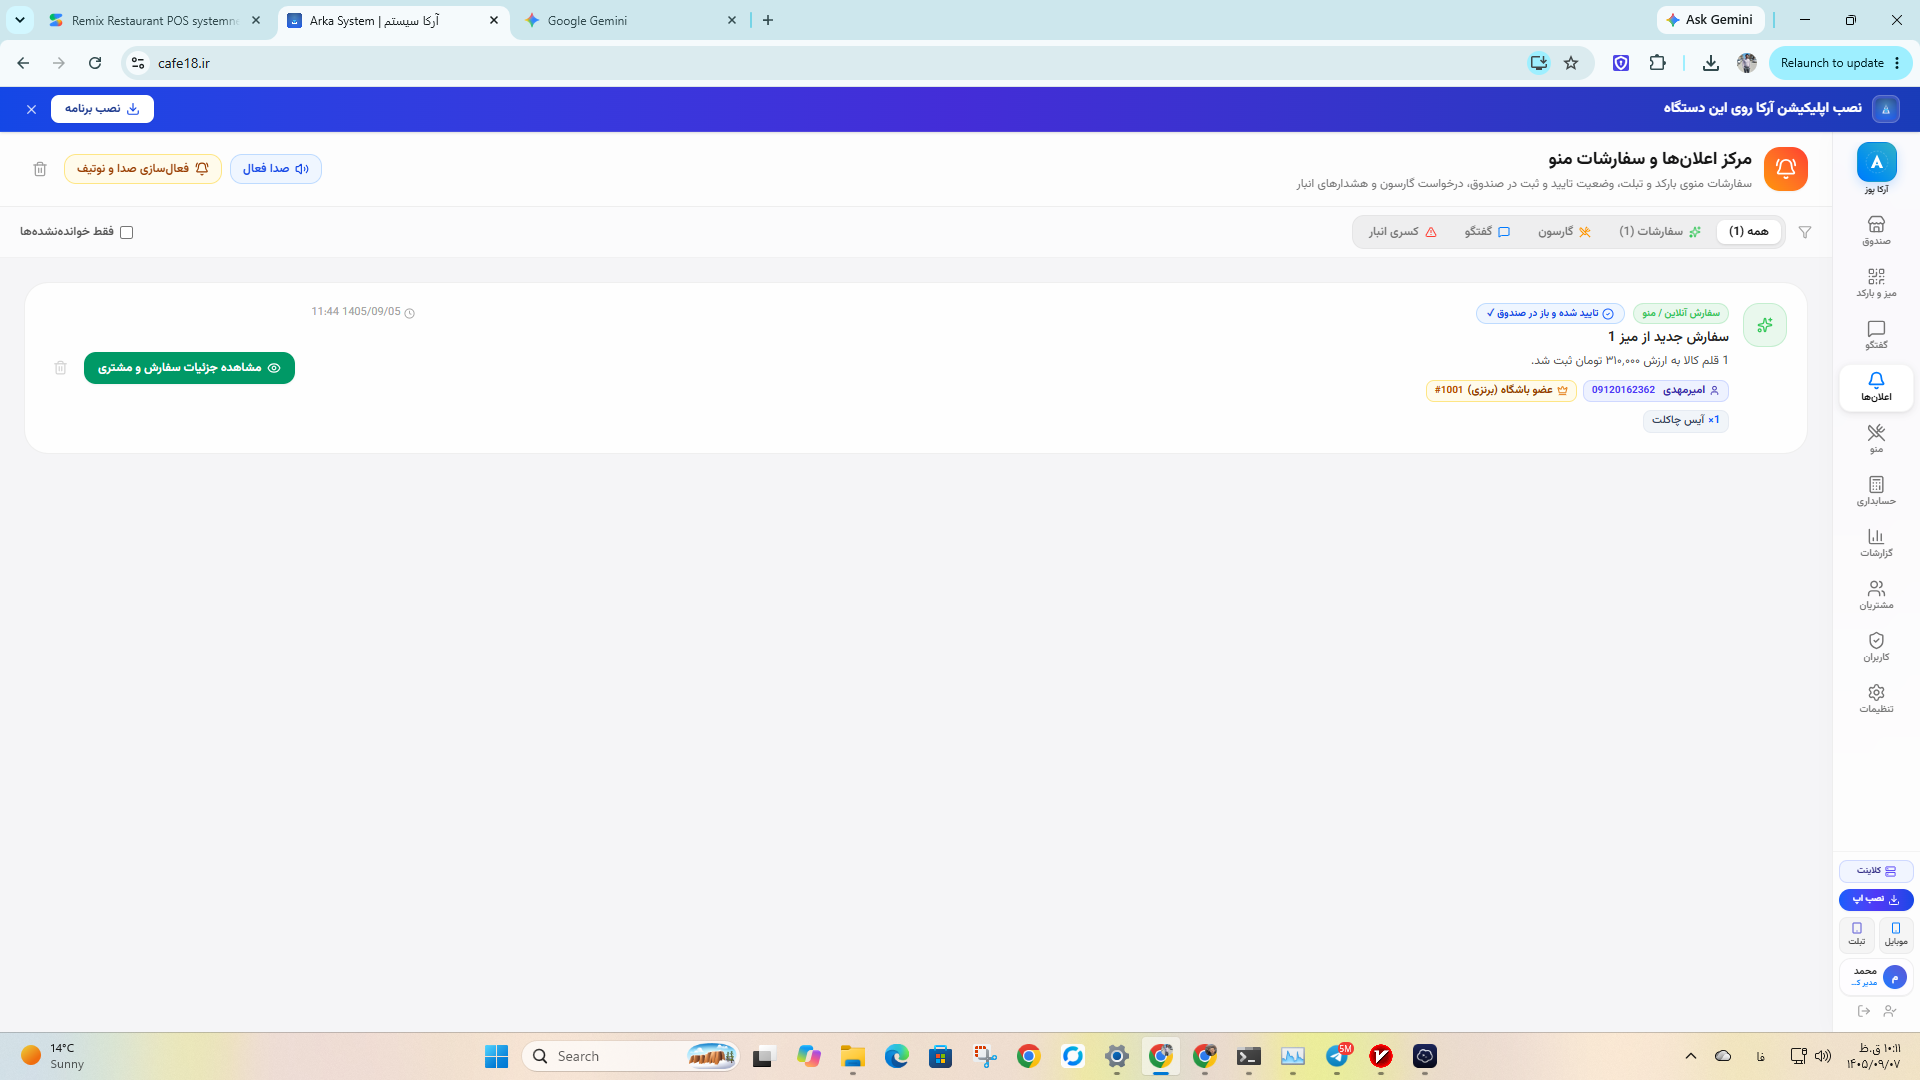 Remix Restaurant POS systemne
Arka System | آرکا سیستم
Google Gemini
Ask Gemini
cafe18.ir
Relaunch to update
نصب اپلیکیشن آرکا روی این دستگاه
نصب برنامه
مرکز اعلان‌ها و سفارشات منو
سفارشات منوی بارکد و تبلت، وضعیت تایید و ثبت در صندوق، درخواست گارسون و هشدارهای انبار
صدا فعال
فعال‌سازی صدا و نوتیف
همه (1)
سفارشات (1)
گارسون
گفتگو
کسری انبار
فقط خوانده‌نشده‌ها
سفارش آنلاین / منو
تایید شده و باز در صندوق ✓
1405/09/05 11:44
سفارش جدید از میز 1
1 قلم کالا به ارزش ۳۱۰,۰۰۰ تومان ثبت شد.
مشاهده جزئیات سفارش و مشتری
امیرمهدی 09120162362
عضو باشگاه (برنزی) #1001
1× آیس چاکلت
آرکا پوز
صندوق
میز و بارکد
گفتگو
اعلان‌ها
منو
حسابداری
گزارشات
مشتریان
کاربران
تنظیمات
کلاینت
نصب اپ
موبایل
تبلت
م
محمد
مدیر ک...
14°C
Sunny
Search
5M
فا
۱۰:۱۱ ق.ظ
۱۴۰۵/۰۹/۰۷